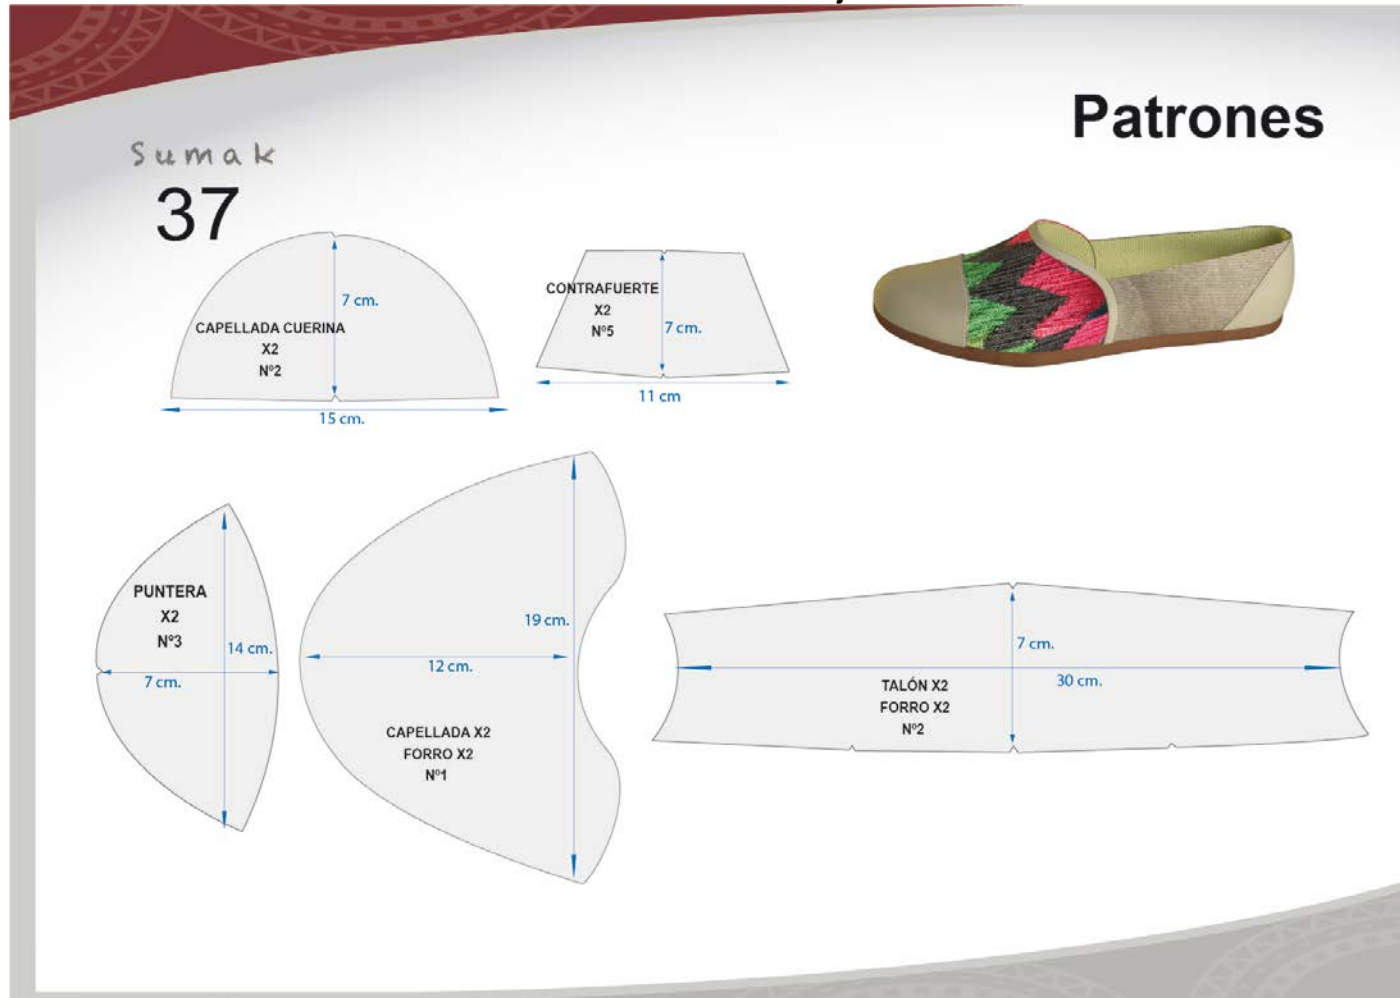 Patrones
Sumak
37
7 cm.
CAPELLADA CUERINA
X2
Nº2
15 cm.
CONTRAFUERTE
X2
Nº5
7 cm.
11 cm
PUNTERA
X2
Nº3
14 cm.
7 cm.
19 cm.
12 cm.
CAPELLADA X2
FORRO X2
Nº1
7 cm.
30 cm.
TALÓN X2
FORRO X2
Nº2